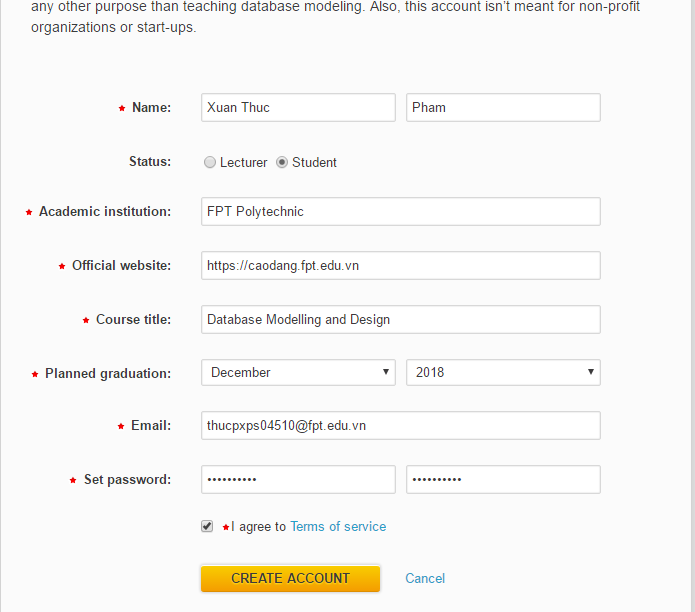 any other purpose than teaching database modeling. Also, this account isn't meant for non-profit
organizations or start-ups.
★ Name: Xuan Thuc Pham
Status: Lecturer Student
★ Academic institution: FPT Polytechnic
★ Official website: https://caodang.fpt.edu.vn
★ Course title: Database Modelling and Design
★ Planned graduation: December ▼ 2018 ▼
★ Email: thucpxps04510@fpt.edu.vn
★ Set password: •••••••••• ••••••••••
★I agree to Terms of service
CREATE ACCOUNT Cancel